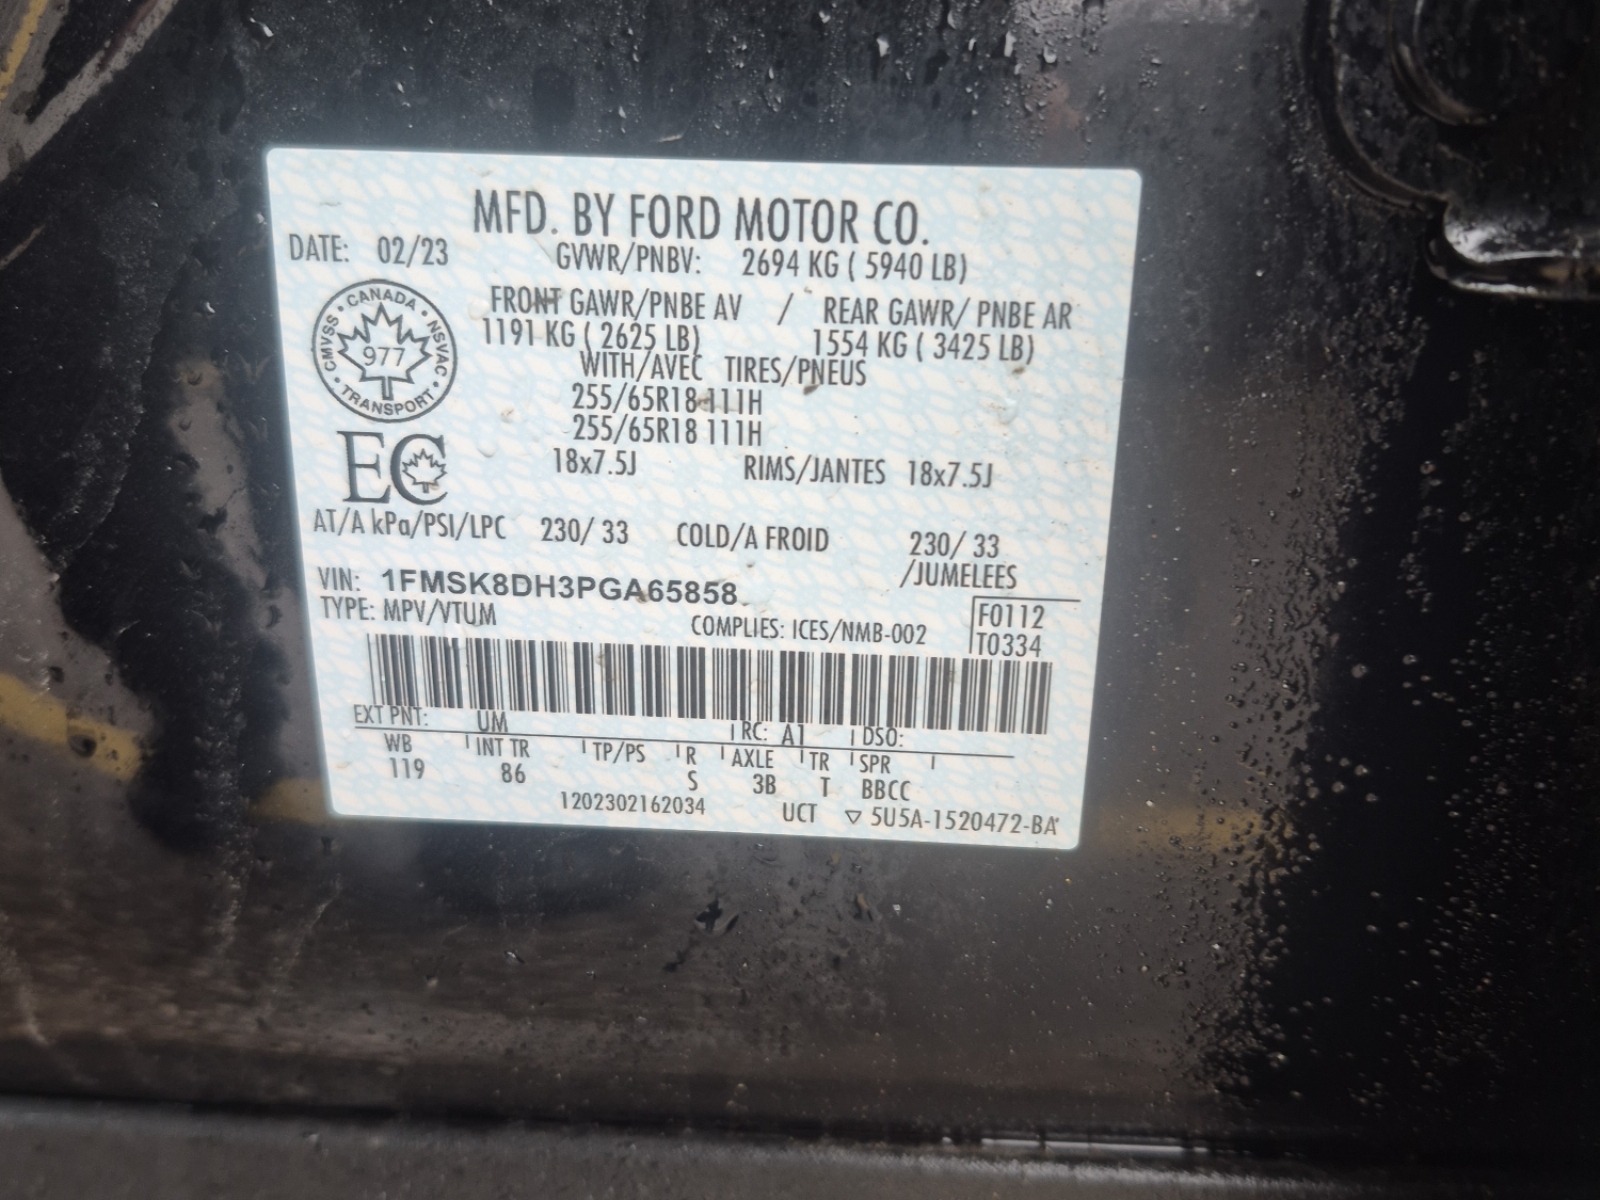 MFD. BY FORD MOTOR CO.
DATE: 02/23 GVWR/PNBV: 2694 KG ( 5940 LB)
FRONT GAWR/PNBE AV / REAR GAWR/ PNBE AR
1191 KG ( 2625 LB) 1554 KG ( 3425 LB)
WITH/AVEC TIRES/PNEUS
255/65R18 111H
255/65R18 111H
18x7.5J RIMS/JANTES 18x7.5J
CANADA • NSVAC • TRANSPORT • CMVSS •
977
EC
AT/A kPa/PSI/LPC 230/ 33 COLD/A FROID 230/ 33
/JUMELEES
VIN: 1FMSK8DH3PGA65858
TYPE: MPV/VTUM
COMPLIES: ICES/NMB-002
F0112
T0334
EXT PNT: UM RC: A1 DSO:
WB INT TR TP/PS R AXLE TR SPR
119 86 S 3B T BBCC
1202302162034 UCT ▽ 5U5A-1520472-BA